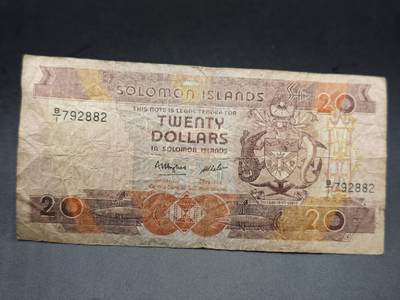 SOLOMON ISLANDS
20
THIS NOTE IS LEGAL TENDER FOR
B/1 792882
TWENTY
DOLLARS
IN SOLOMON ISLANDS
B/1 792882
20
20